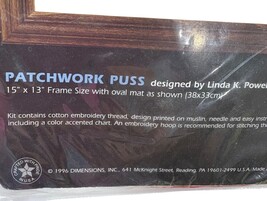 PATCHWORK PUSS designed by Linda K. Powel
15" x 13" Frame Size with oval mat as shown (38x33cm)
Kit contains cotton embroidery thread, design printed on muslin, needle and easy inst
including a color accented chart. An embroidery hoop is recommended for stitching th
© 1996 DIMENSIONS, INC., 641 McKnight Street, Reading, PA 19601-2499 U.S.A. Made